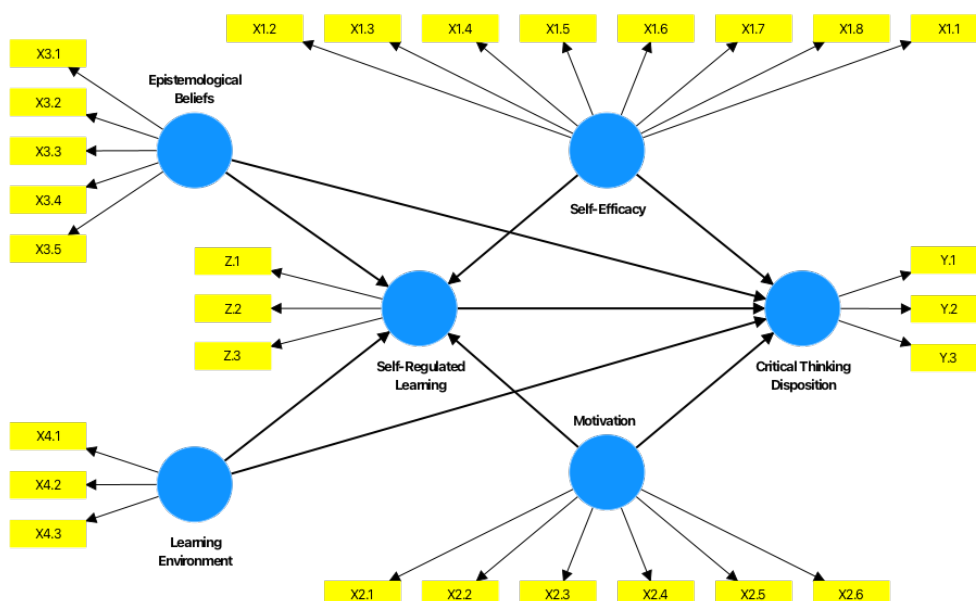 X1.2
X1.3
X1.4
X1.5
X1.6
X1.7
X1.8
X1.1
X3.1
X3.2
X3.3
X3.4
X3.5
Epistemological
Beliefs
Self-Efficacy
Z.1
Z.2
Z.3
Self-Regulated
Learning
Y.1
Y.2
Y.3
Critical Thinking
Disposition
X4.1
X4.2
X4.3
Learning
Environment
Motivation
X2.1
X2.2
X2.3
X2.4
X2.5
X2.6